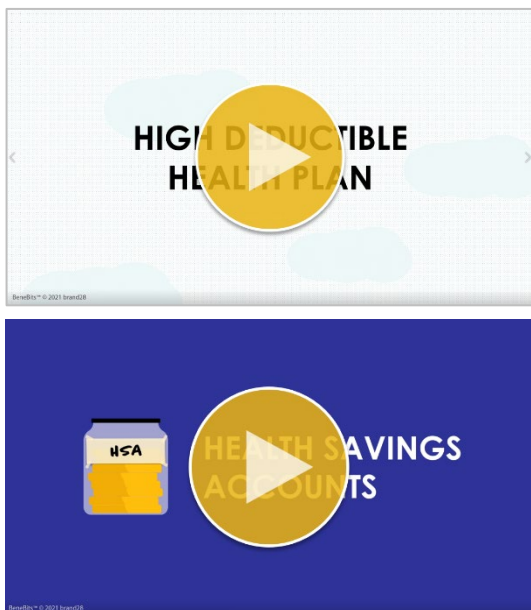 HIGH DEDUCTIBLE
HEALTH PLAN
BeneBits™ © 2021 brand28
HSA
HEALTH SAVINGS
ACCOUNTS
BeneBits™ © 2021 brand28